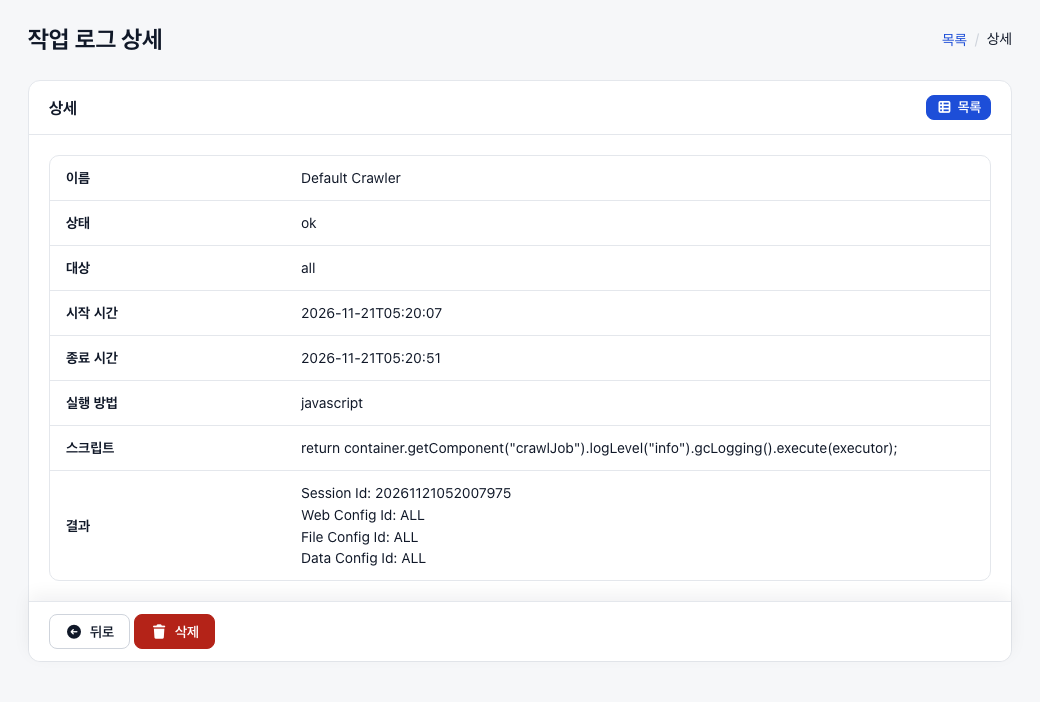 작업 로그 상세
목록 / 상세
상세
목록
이름 Default Crawler
상태 ok
대상 all
시작 시간 2026-11-21T05:20:07
종료 시간 2026-11-21T05:20:51
실행 방법 javascript
스크립트 return container.getComponent("crawlJob").logLevel("info").gcLogging().execute(executor);
결과 Session Id: 20261121052007975
Web Config Id: ALL
File Config Id: ALL
Data Config Id: ALL
뒤로 삭제